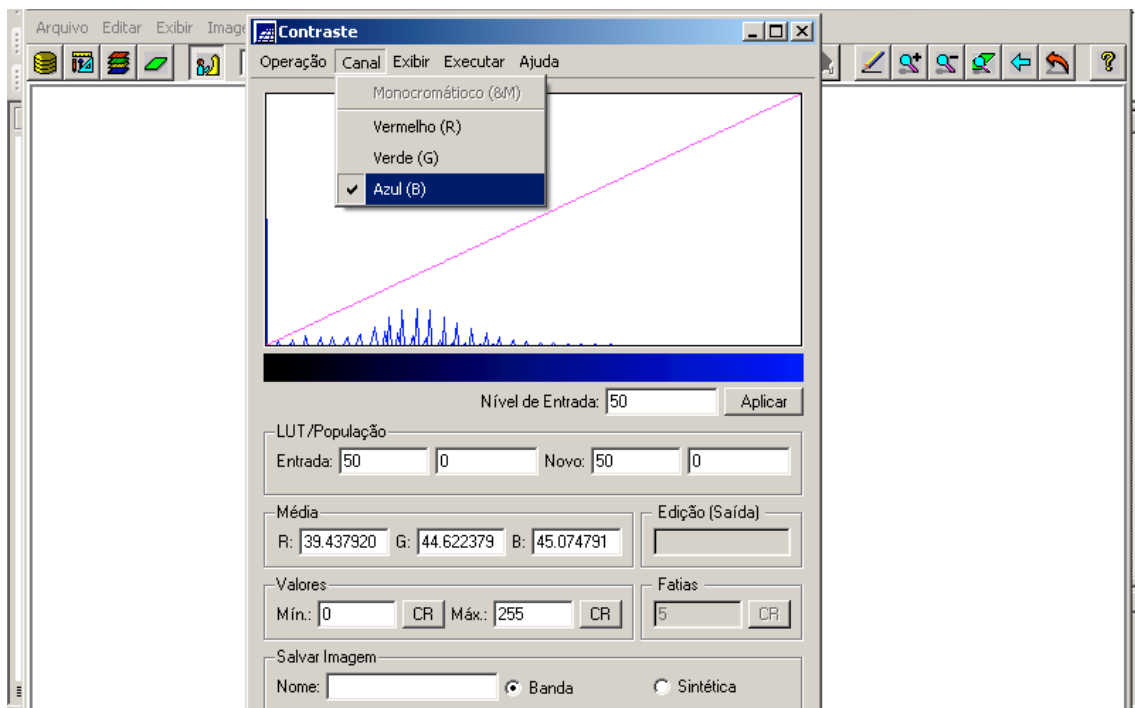 Arquivo Editar Exibir Image
Contraste
Operação Canal Exibir Executar Ajuda
Monocromátioco (&M)
Vermelho (R)
Verde (G)
Azul (B)
Nível de Entrada: 50 Aplicar
LUT/População
Entrada: 50 0 Novo: 50 0
Média
R: 39.437920 G: 44.622379 B: 45.074791
Edição (Saída)
Valores
Mín.: 0 CR Máx.: 255 CR
Fatias
5 CR
Salvar Imagem
Nome: Banda Sintética